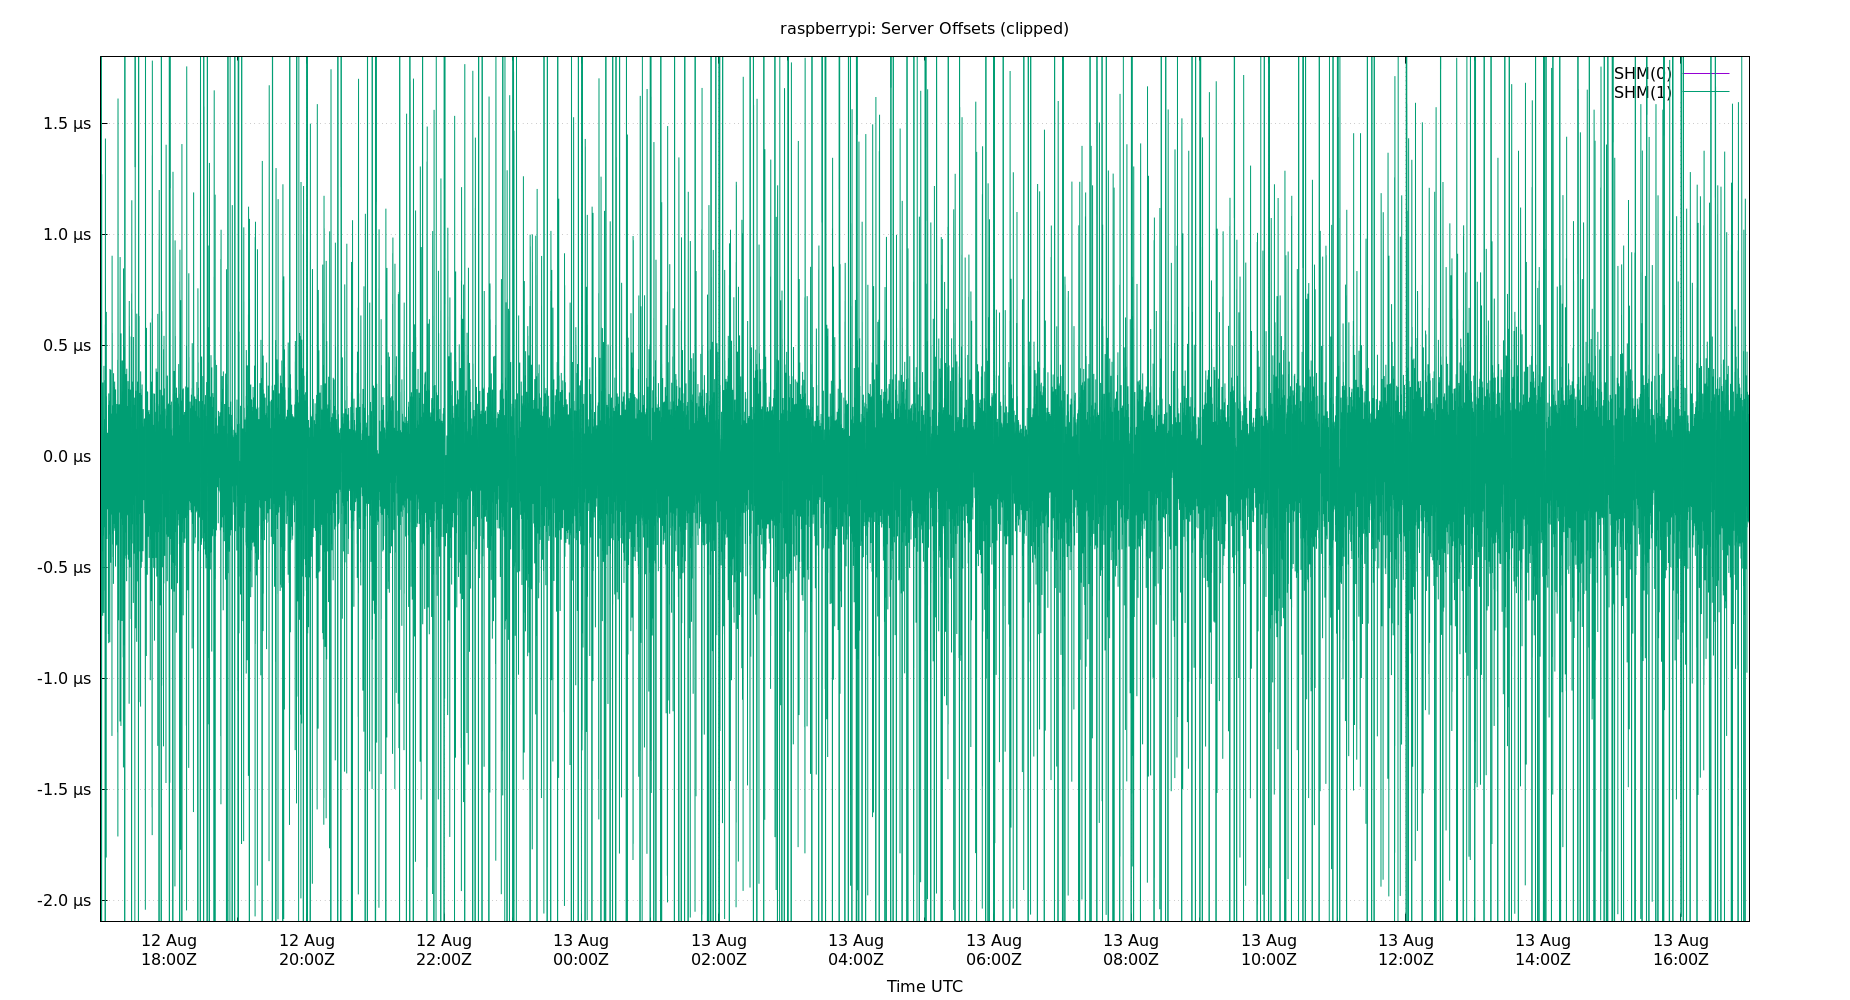 raspberrypi: Server Offsets (clipped)
SHM(0)
SHM(1)
1.5 µs
1.0 µs
0.5 µs
0.0 µs
-0.5 µs
-1.0 µs
-1.5 µs
-2.0 µs
12 Aug 12 Aug 12 Aug 13 Aug 13 Aug 13 Aug 13 Aug 13 Aug 13 Aug 13 Aug 13 Aug 13 Aug
18:00Z 20:00Z 22:00Z 00:00Z 02:00Z 04:00Z 06:00Z 08:00Z 10:00Z 12:00Z 14:00Z 16:00Z
Time UTC